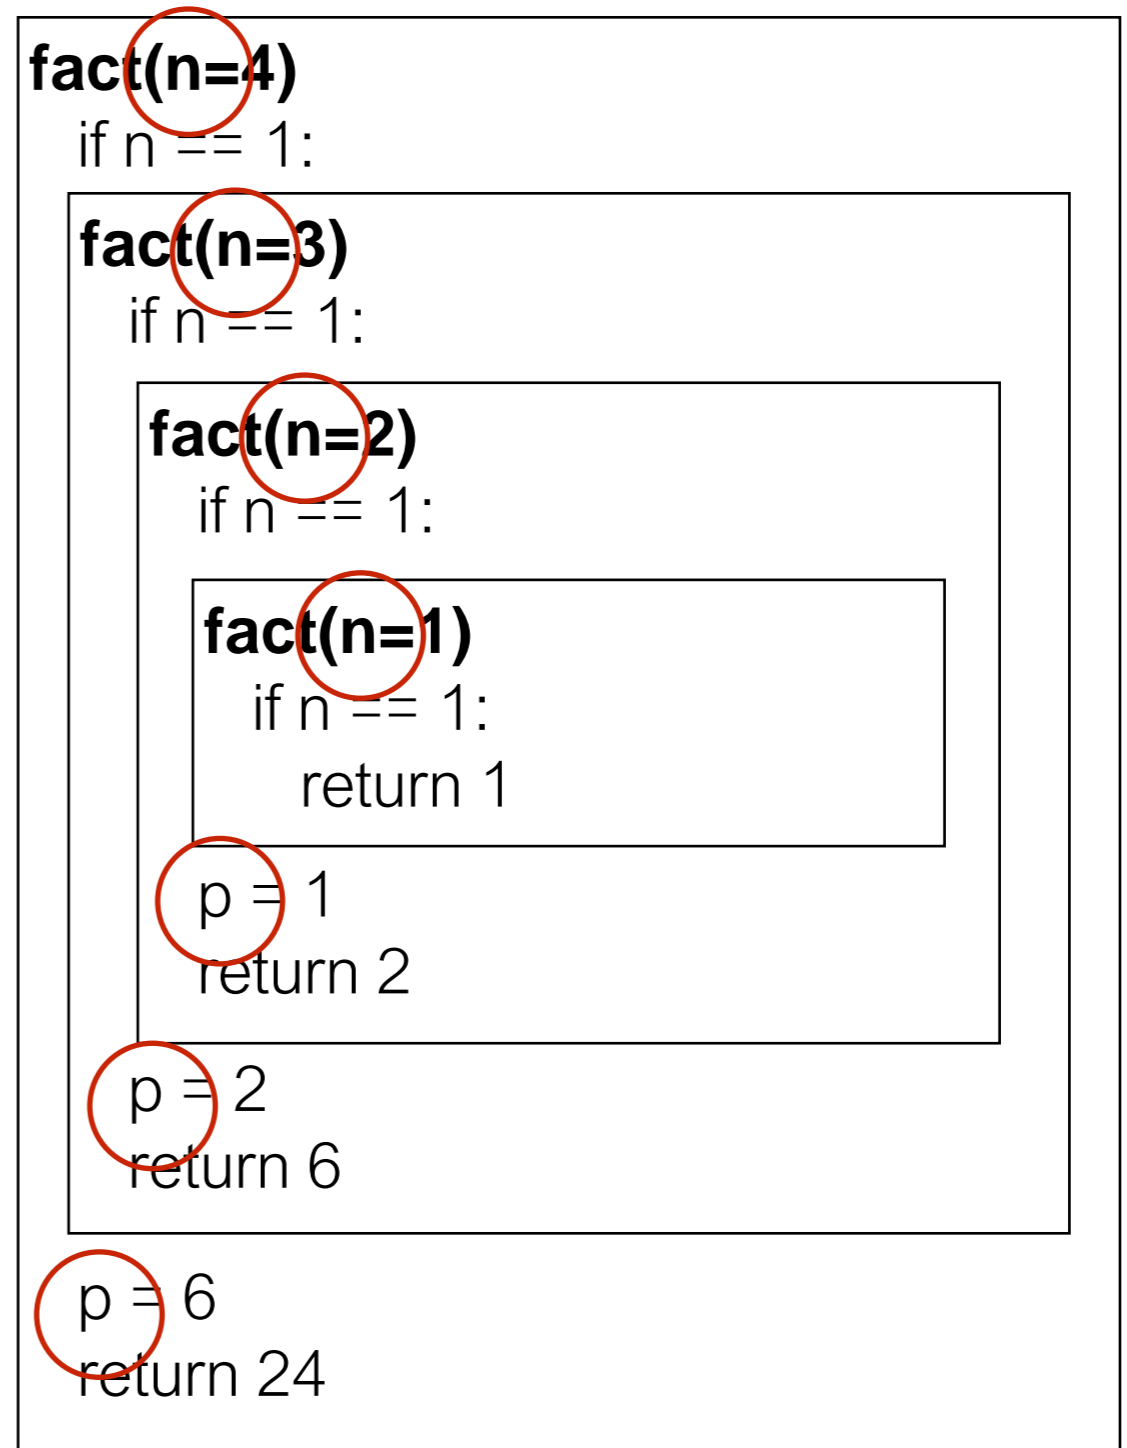 fact(n=4)
if n == 1:
fact(n=3)
if n == 1:
fact(n=2)
if n == 1:
fact(n=1)
if n == 1:
return 1
p = 1
return 2
p = 2
return 6
p = 6
return 24